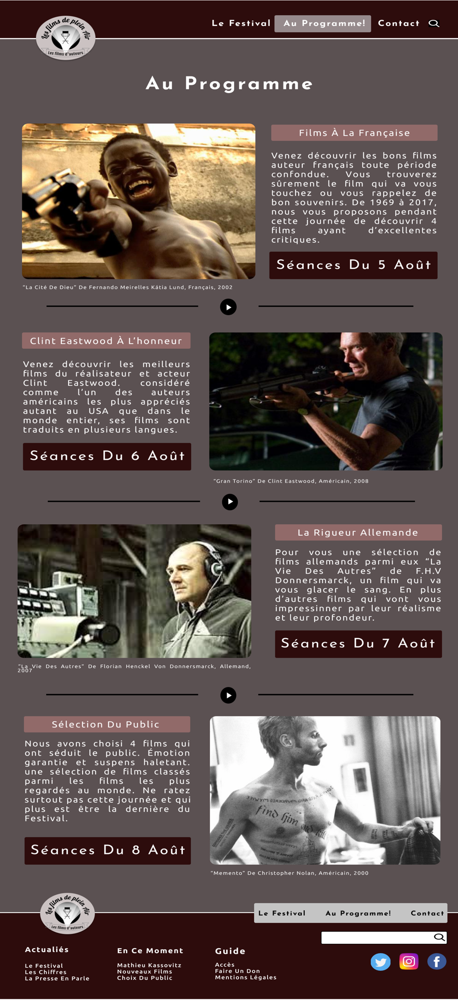 Les films de plein Air
Les films d'auteurs
Le Festival
Au Programme!
Contact
Au Programme
Films À La Française
Venez découvrir les bons films
auteur français toute période
confondue. Vous trouverez
sûrement le film qui va vous
touchez ou vous rappelez de
bon souvenirs. De 1969 à 2017,
nous vous proposons pendant
cette journée de découvrir 4
films ayant d'excellentes
critiques.
Séances Du 5 Août
"La Cité De Dieu" De Fernando Meirelles Kátia Lund, Français, 2002
Clint Eastwood À L'honneur
Venez découvrir les meilleurs
films du réalisateur et acteur
Clint Eastwood. considéré
comme l'un des auteurs
américains les plus appréciés
autant au USA que dans le
monde entier, ses films sont
traduits en plusieurs langues.
Séances Du 6 Août
"Gran Torino" De Clint Eastwood, Américain, 2008
La Rigueur Allemande
Pour vous une sélection de
films allemands parmi eux "La
Vie Des Autres" de F.H.V
Donnersmarck, un film qui va
vous glacer le sang. En plus
d'autres films qui vont vous
impressinner par leur réalisme
et leur profondeur.
Séances Du 7 Août
"La Vie Des Autres" De Florian Henckel Von Donnersmarck, Allemand,
2007
Sélection Du Public
Nous avons choisi 4 films qui
ont séduit le public. Émotion
garantie et suspens haletant.
une sélection de films classés
parmi les films les plus
regardés au monde. Ne ratez
surtout pas cette journée et qui
plus est être la dernière du
Festival.
Séances Du 8 Août
find him and kill
"Memento" De Christopher Nolan, Américain, 2000
Les films de plein Air
Les films d'auteurs
Le Festival
Au Programme!
Contact
Actualiés
Le Festival
Les Chiffres
La Presse En Parle
En Ce Moment
Mathieu Kassovitz
Nouveaux Films
Choix Du Public
Guide
Accès
Faire Un Don
Mentions Légales